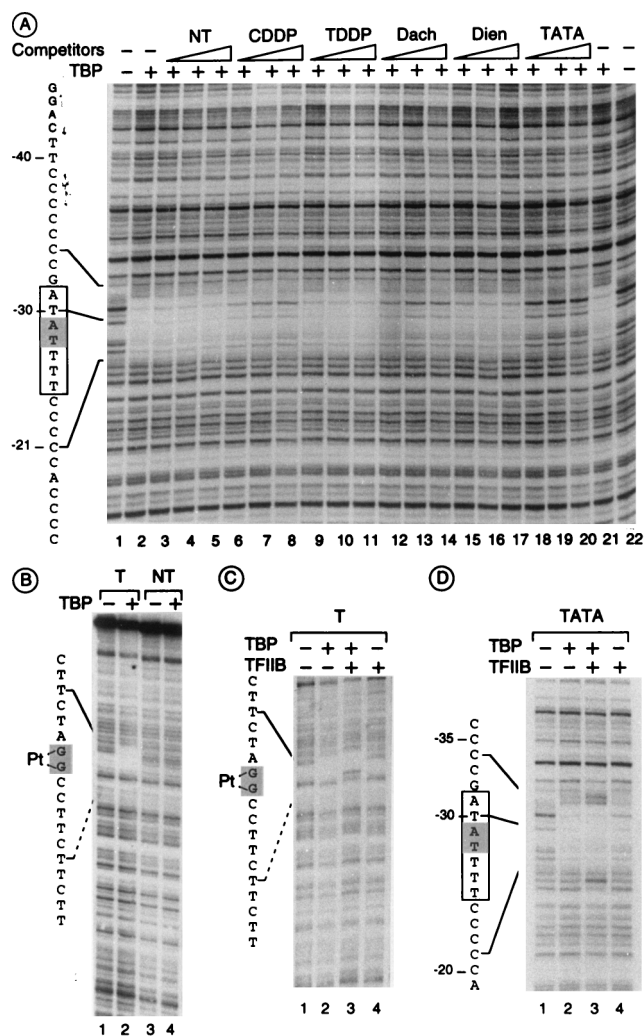 A
NT CDDP TDDP Dach Dien TATA
Competitors – – – –
TBP – + + + + + + + + + + + + + + + + + + + + –
G
G
A
C
T
-40 T
C
C
C
C
C
C
C
G
A
-30 T
A
T
T
T
T
C
C
C
-21 C
C
A
C
C
C
C
1 2 3 4 5 6 7 8 9 10 11 12 13 14 15 16 17 18 19 20 21 22
B
T NT
TBP – + – +
C
T
T
C
T
A
Pt G
G
C
C
T
T
C
T
T
C
T
T
1 2 3 4
C
T
TBP – + + –
TFIIB – – + +
C
T
T
C
T
A
Pt G
G
C
C
T
T
C
T
T
C
T
T
1 2 3 4
D
TATA
TBP – + + –
TFIIB – – + +
C
-35 C
C
C
G
A
-30 T
A
T
T
T
T
C
C
C
C
-20 C
A
1 2 3 4